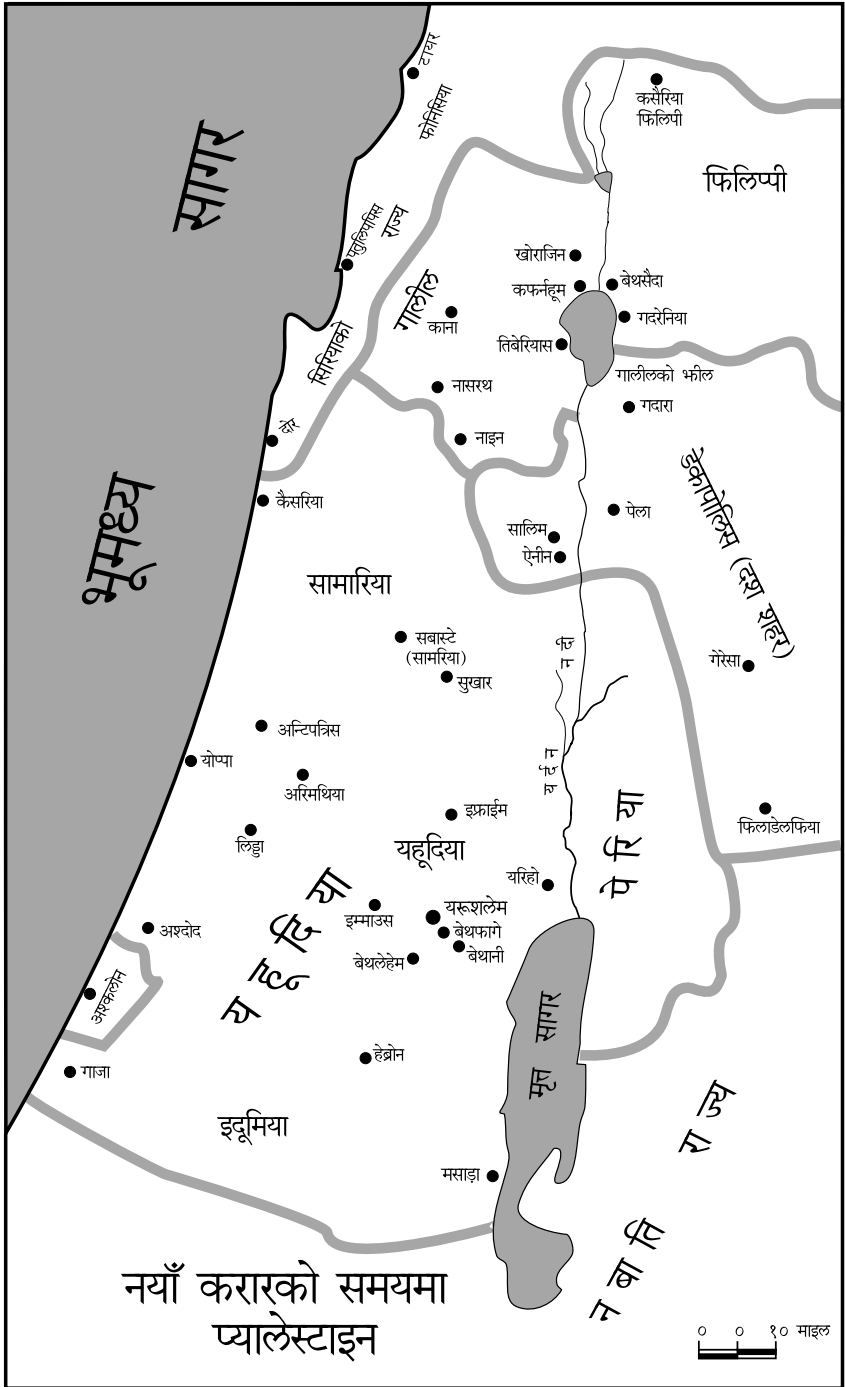 टायर
फोनिसिया
कसैरिया
फिलिपी
सागर
फिलिप्पी
राज्य
खोराजिन
कफर्नहूम
बेथसैदा
गालील
काना
गदरेनिया
तिबेरियास
सिरियाको
गालीलको झील
नासरथ
गदारा
दोर
नाइन
कैसरिया
भूमध्य
पेला
डेकापोलिस (दश शहर)
सालिम
ऐनीन
सामारिया
सबास्टे
(सामरिया)
सुखार
गेरेसा
यर्दन नदी
अन्टिपत्रिस
योप्पा
अरिमथिया
इफ्राईम
फिलाडेलफिया
लिड्डा
यहूदिया
पेरिया
यरिहो
यहूदिया
इम्माउस
यरूशलेम
बेथफागे
बेथानी
बेथलेहेम
अश्दोद
अश्कलोन
मृत सागर
हेब्रोन
गाजा
इदूमिया
मसाड़ा
नबाति राज्य
नयाँ करारको समयमा
प्यालेस्टाइन
० ० १० माइल